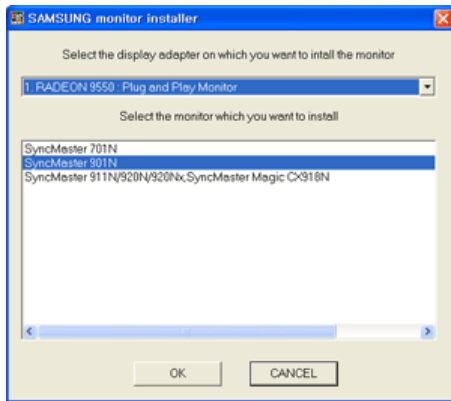 SAMSUNG monitor installer
Select the display adapter on which you want to intall the monitor
1. RADEON 9550 : Plug and Play Monitor
Select the monitor which you want to install
SyncMaster 701N
SyncMaster 901N
SyncMaster 911N/920N/920Nx,SyncMaster Magic CX918N
OK
CANCEL